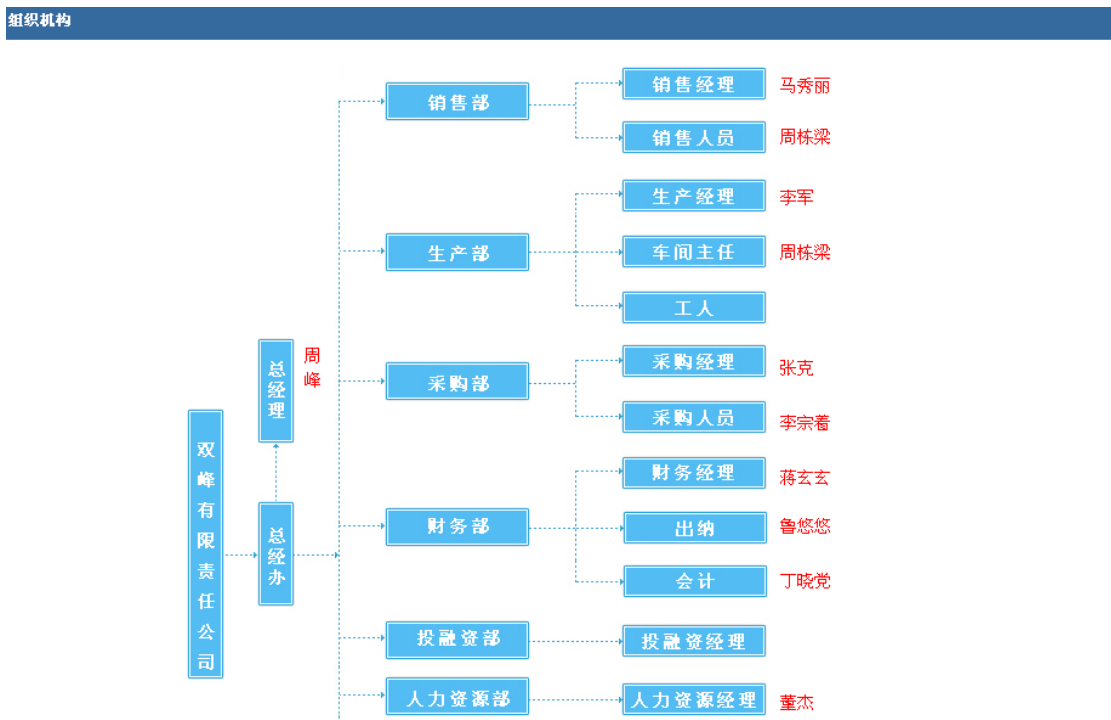 组织机构
销售部
销售经理
马秀丽
销售人员
周栋梁
生产部
生产经理
李军
车间主任
周栋梁
工人
总经理
周峰
采购部
采购经理
张克
采购人员
李宗着
双峰有限责任公司
总经办
财务部
财务经理
蒋玄玄
出纳
鲁悠悠
会计
丁晓党
投融资部
投融资经理
人力资源部
人力资源经理
董杰